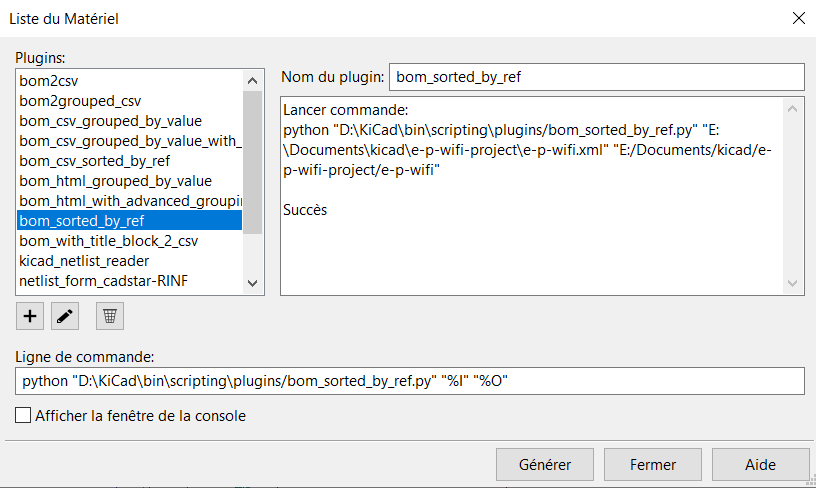 Liste du Matériel
Plugins:
bom2csv
bom2grouped_csv
bom_csv_grouped_by_value
bom_csv_grouped_by_value_with_
bom_csv_sorted_by_ref
bom_html_grouped_by_value
bom_html_with_advanced_groupin
bom_sorted_by_ref
bom_with_title_block_2_csv
kicad_netlist_reader
netlist_form_cadstar-RINF
Nom du plugin: bom_sorted_by_ref
Lancer commande:
python "D:\KiCad\bin\scripting\plugins/bom_sorted_by_ref.py" "E:
\Documents\kicad\e-p-wifi-project\e-p-wifi.xml" "E:/Documents/kicad/e-
p-wifi-project/e-p-wifi"
Succès
Ligne de commande:
python "D:\KiCad\bin\scripting\plugins/bom_sorted_by_ref.py" "%I" "%O"
Afficher la fenêtre de la console
Générer
Fermer
Aide